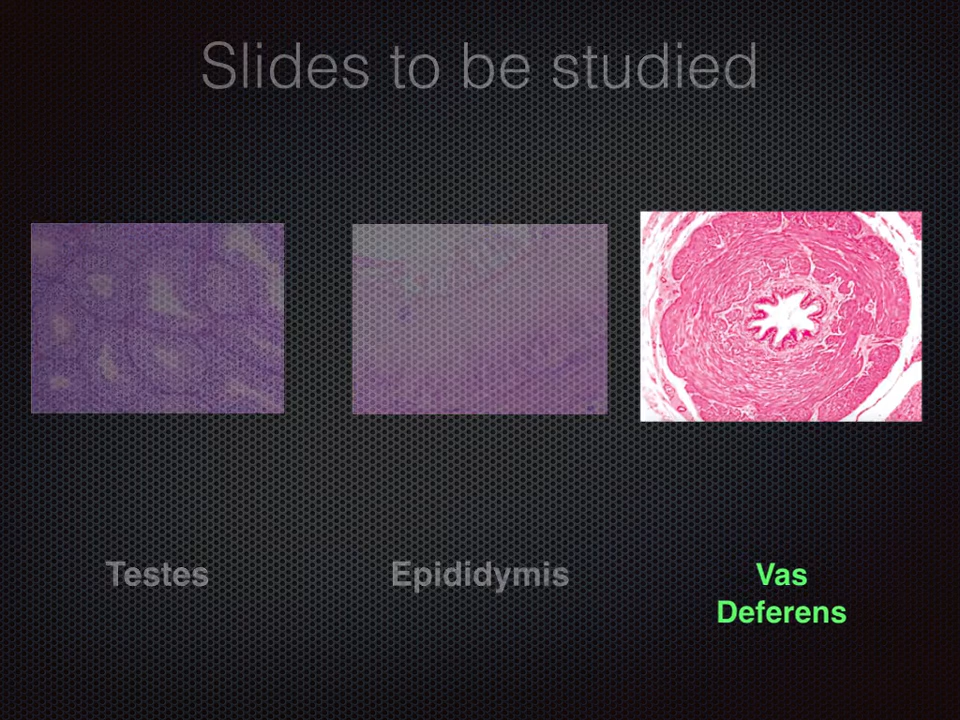 Slides to be studied
Testes
Epididymis
Vas
Deferens